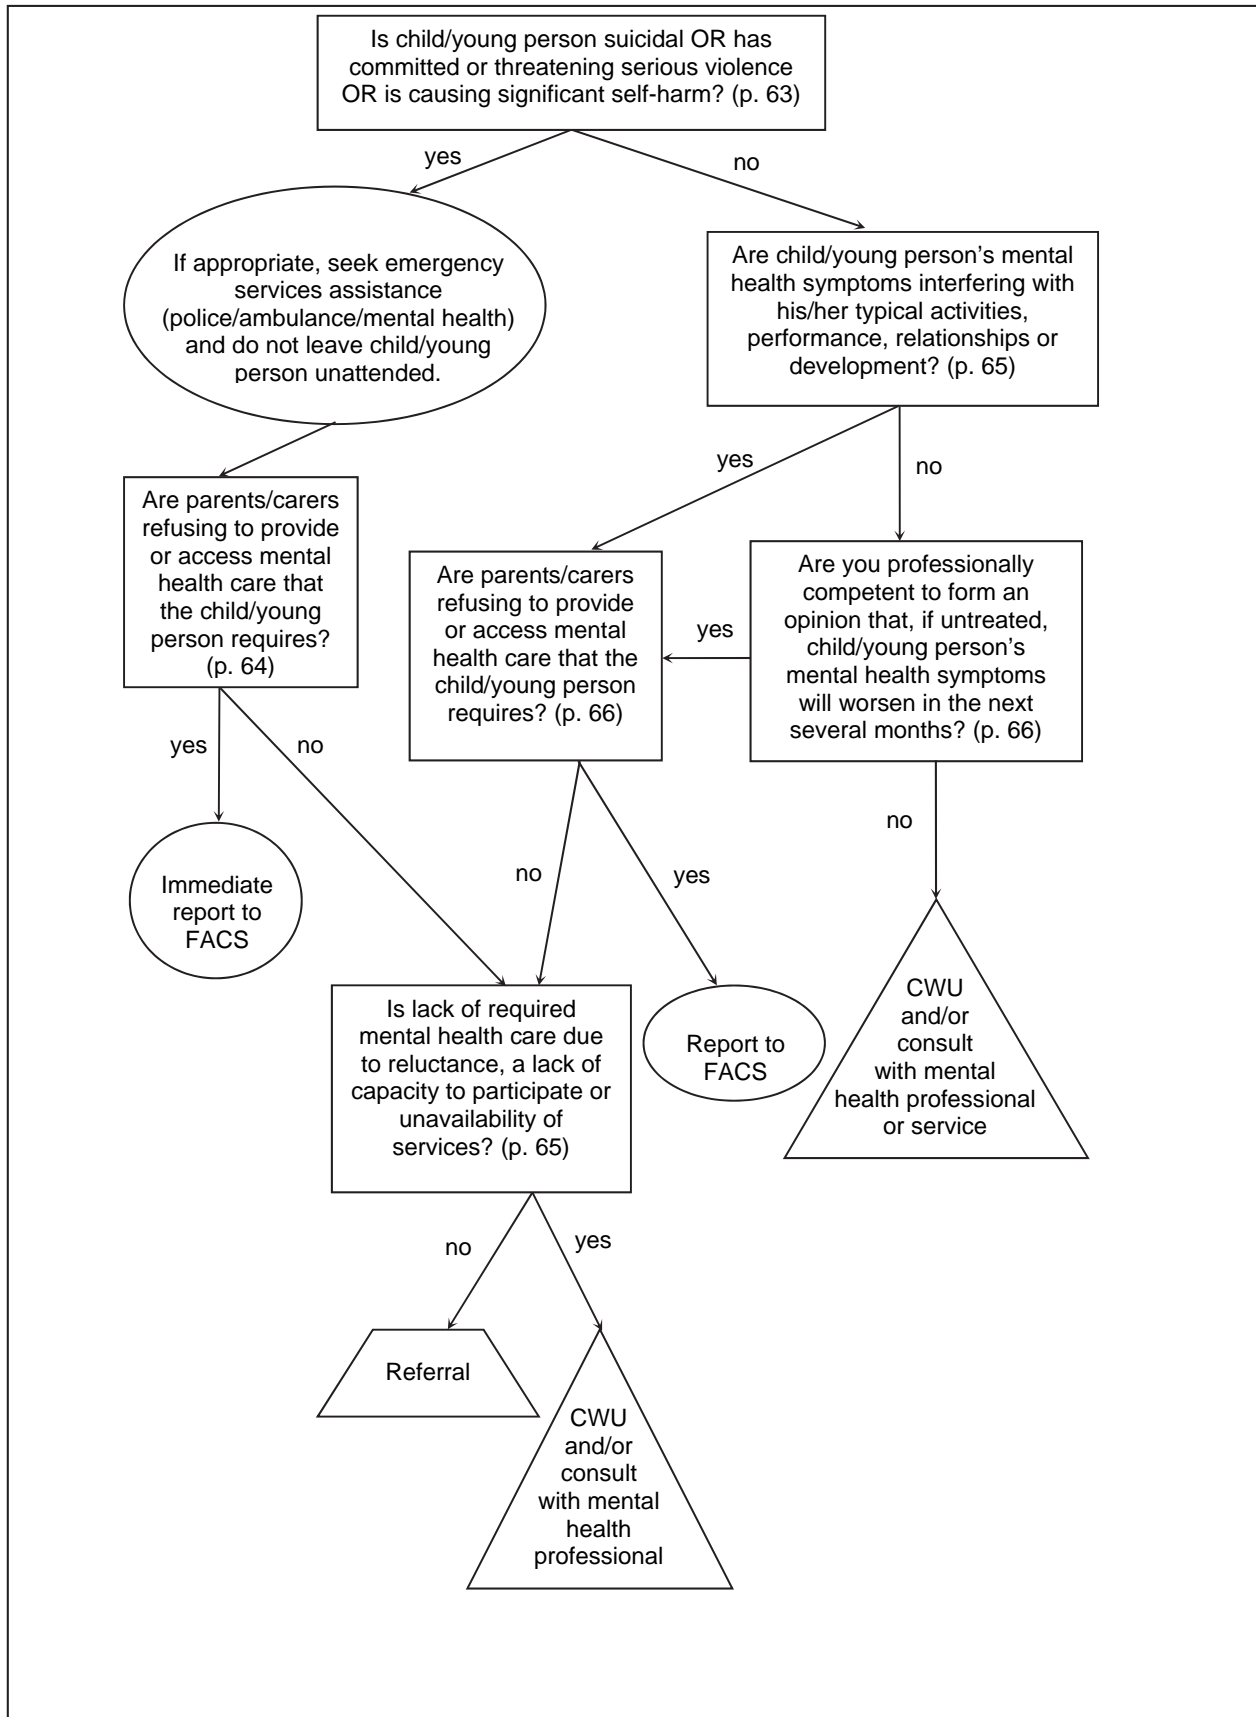 Is child/young person suicidal OR has
committed or threatening serious violence
OR is causing significant self-harm? (p. 63)
yes
no
If appropriate, seek emergency
services assistance
(police/ambulance/mental health)
and do not leave child/young
person unattended.
Are child/young person’s mental
health symptoms interfering with
his/her typical activities,
performance, relationships or
development? (p. 65)
yes
no
Are parents/carers
refusing to provide
or access mental
health care that
the child/young
person requires?
(p. 64)
Are parents/carers
refusing to provide
or access mental
health care that the
child/young person
requires? (p. 66)
yes
Are you professionally
competent to form an
opinion that, if untreated,
child/young person’s
mental health symptoms
will worsen in the next
several months? (p. 66)
yes
no
no
yes
no
Immediate
report to
FACS
Is lack of required
mental health care due
to reluctance, a lack of
capacity to participate or
unavailability of
services? (p. 65)
Report to
FACS
CWU
and/or
consult
with mental
health professional
or service
no
yes
Referral
CWU
and/or
consult
with mental
health
professional